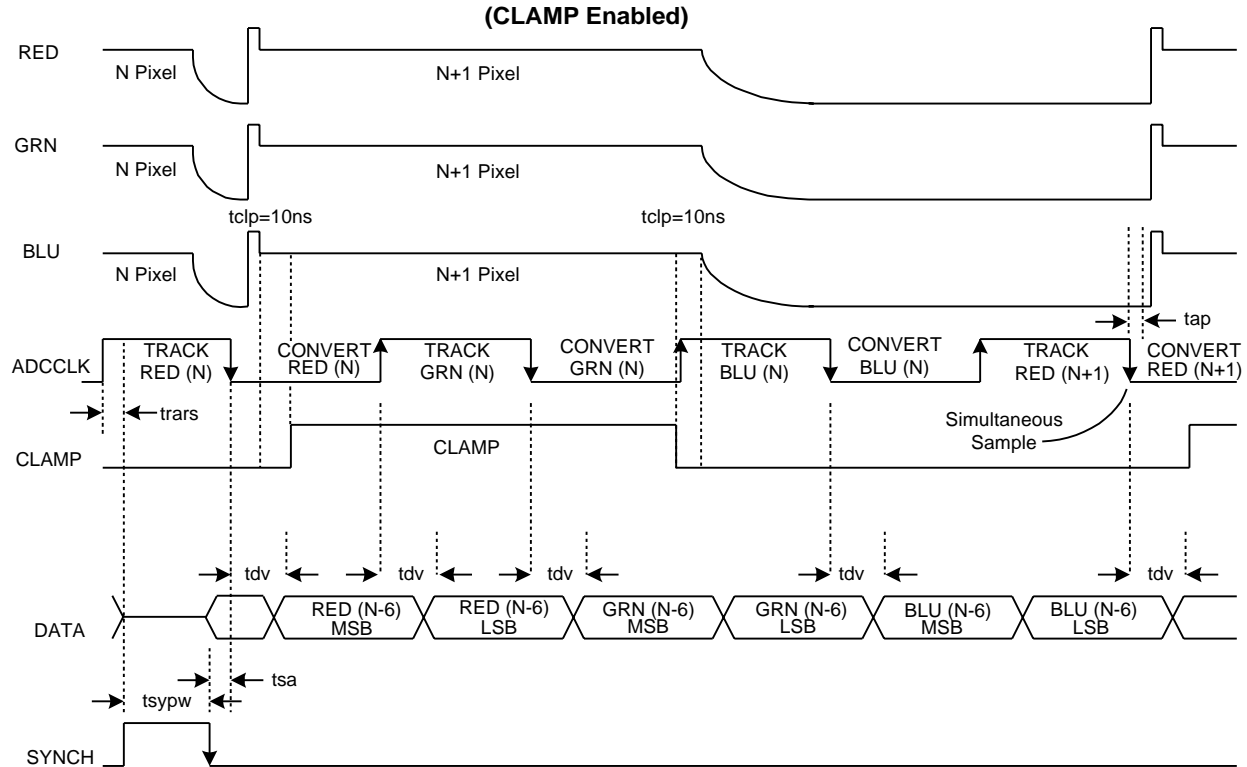 (CLAMP Enabled)
RED
N Pixel
N+1 Pixel
GRN
N Pixel
N+1 Pixel
tclp=10ns
tclp=10ns
BLU
N Pixel
N+1 Pixel
tap
ADCCLK
TRACK
RED (N)
CONVERT
RED (N)
TRACK
GRN (N)
CONVERT
GRN (N)
TRACK
BLU (N)
CONVERT
BLU (N)
TRACK
RED (N+1)
CONVERT
RED (N+1)
trars
Simultaneous
Sample
CLAMP
CLAMP
tdv
tdv
tdv
tdv
tdv
DATA
RED (N-6)
MSB
RED (N-6)
LSB
GRN (N-6)
MSB
GRN (N-6)
LSB
BLU (N-6)
MSB
BLU (N-6)
LSB
tsa
tsypw
SYNCH